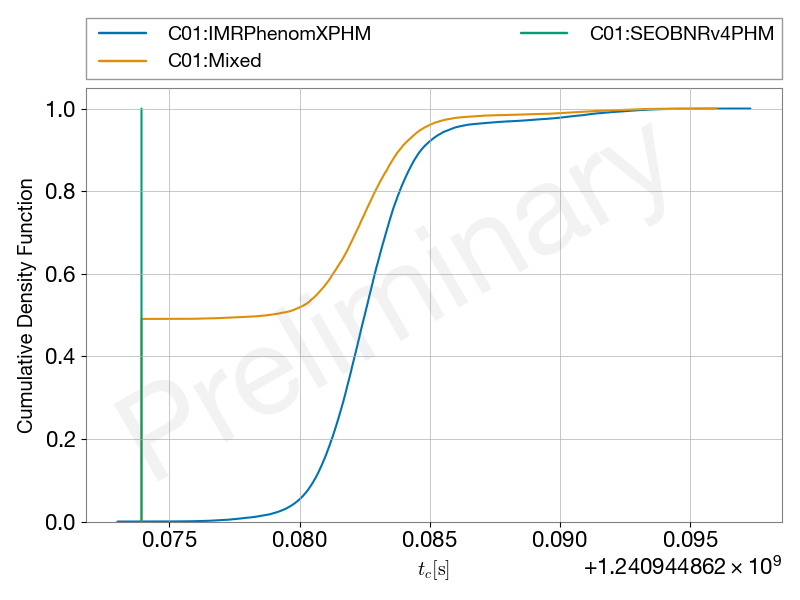 C01:IMRPhenomXPHM
C01:Mixed
C01:SEOBNRv4PHM
Cumulative Density Function
1.0
0.8
0.6
0.4
0.2
0.0
Preliminary
0.075 0.080 0.085 0.090 0.095
t_c[s]
+1.240944862 × 10⁹